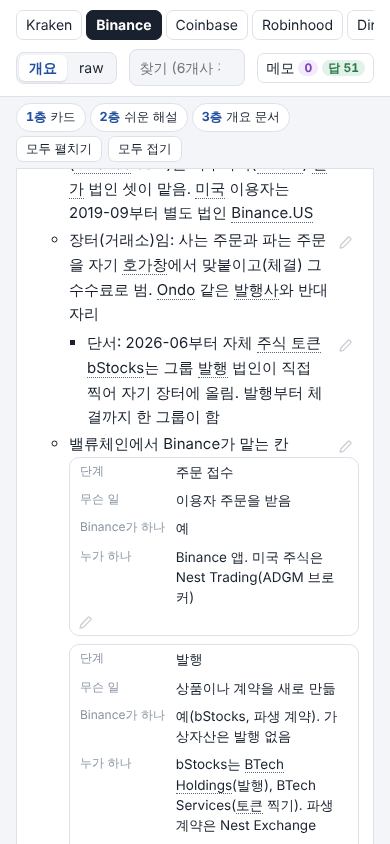 Kraken Binance Coinbase Robinhood Dir
개요 raw 찾기 (6개사 : 메모 0 답 51
1층 카드 2층 쉬운 해설 3층 개요 문서
모두 펼치기 모두 접기
가 법인 셋이 맡음. 미국 이용자는
2019-09부터 별도 법인 Binance.US
장터(거래소)임: 사는 주문과 파는 주문
을 자기 호가창에서 맞붙이고(체결) 그
수수료로 범. Ondo 같은 발행사와 반대
자리
단서: 2026-06부터 자체 주식 토큰
bStocks는 그룹 발행 법인이 직접
찍어 자기 장터에 올림. 발행부터 체
결까지 한 그룹이 함
밸류체인에서 Binance가 맡는 칸
단계 주문 접수
무슨 일 이용자 주문을 받음
Binance가 하나 예
누가 하나 Binance 앱. 미국 주식은
Nest Trading(ADGM 브로
커)
단계 발행
무슨 일 상품이나 계약을 새로 만듦
Binance가 하나 예(bStocks, 파생 계약). 가
상자산은 발행 없음
누가 하나 bStocks는 BTech
Holdings(발행), BTech
Services(토큰 찍기). 파생
계약은 Nest Exchange